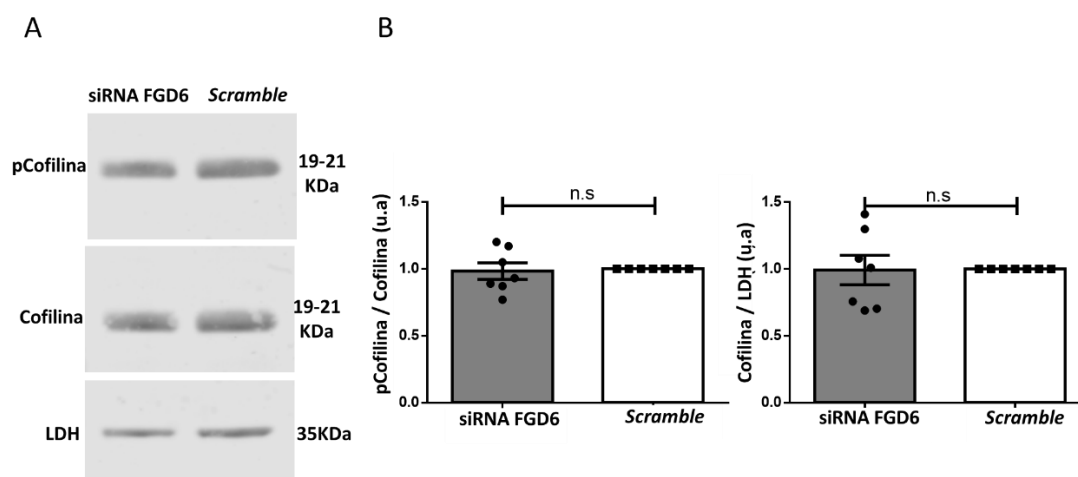 A
B
siRNA FGD6 Scramble
pCofilina
19-21
KDa
Cofilina
19-21
KDa
LDH
35KDa
pCofilina / Cofilina (u.a)
1.5
1.0
0.5
0.0
n.s
siRNA FGD6
Scramble
Cofilina / LDH (u.a)
1.5
1.0
0.5
0.0
n.s
siRNA FGD6
Scramble